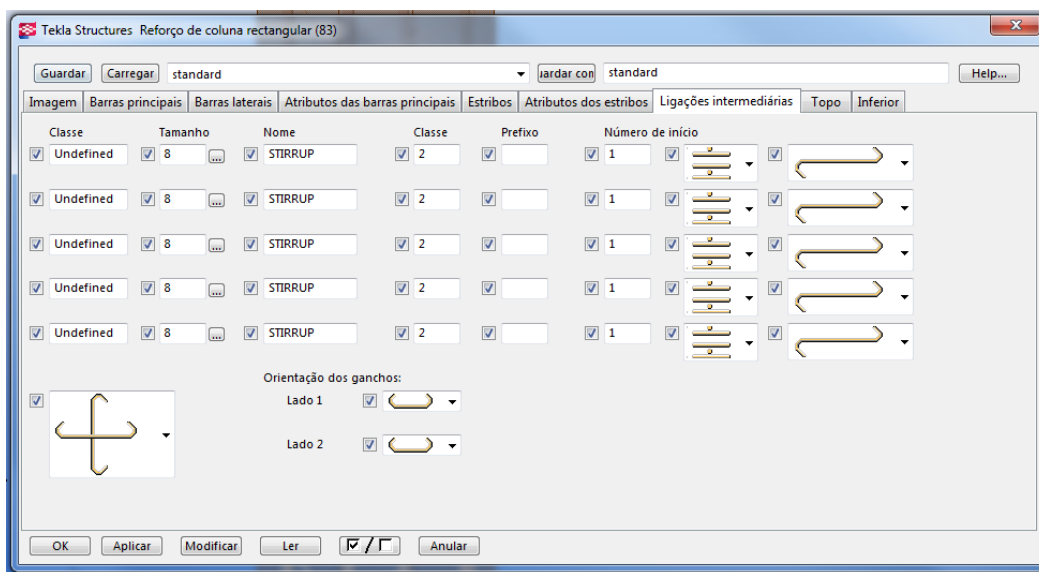 Tekla Structures Reforço de coluna rectangular (83)
Guardar Carregar standard uardar con standard Help...
Imagem Barras principais Barras laterais Atributos das barras principais Estribos Atributos dos estribos Ligações intermediárias Topo Inferior
Classe Tamanho Nome Classe Prefixo Número de início
Undefined 8 ... STIRRUP 2 1
Undefined 8 ... STIRRUP 2 1
Undefined 8 ... STIRRUP 2 1
Undefined 8 ... STIRRUP 2 1
Undefined 8 ... STIRRUP 2 1
Orientação dos ganchos:
Lado 1
Lado 2
OK Aplicar Modificar Ler / Anular